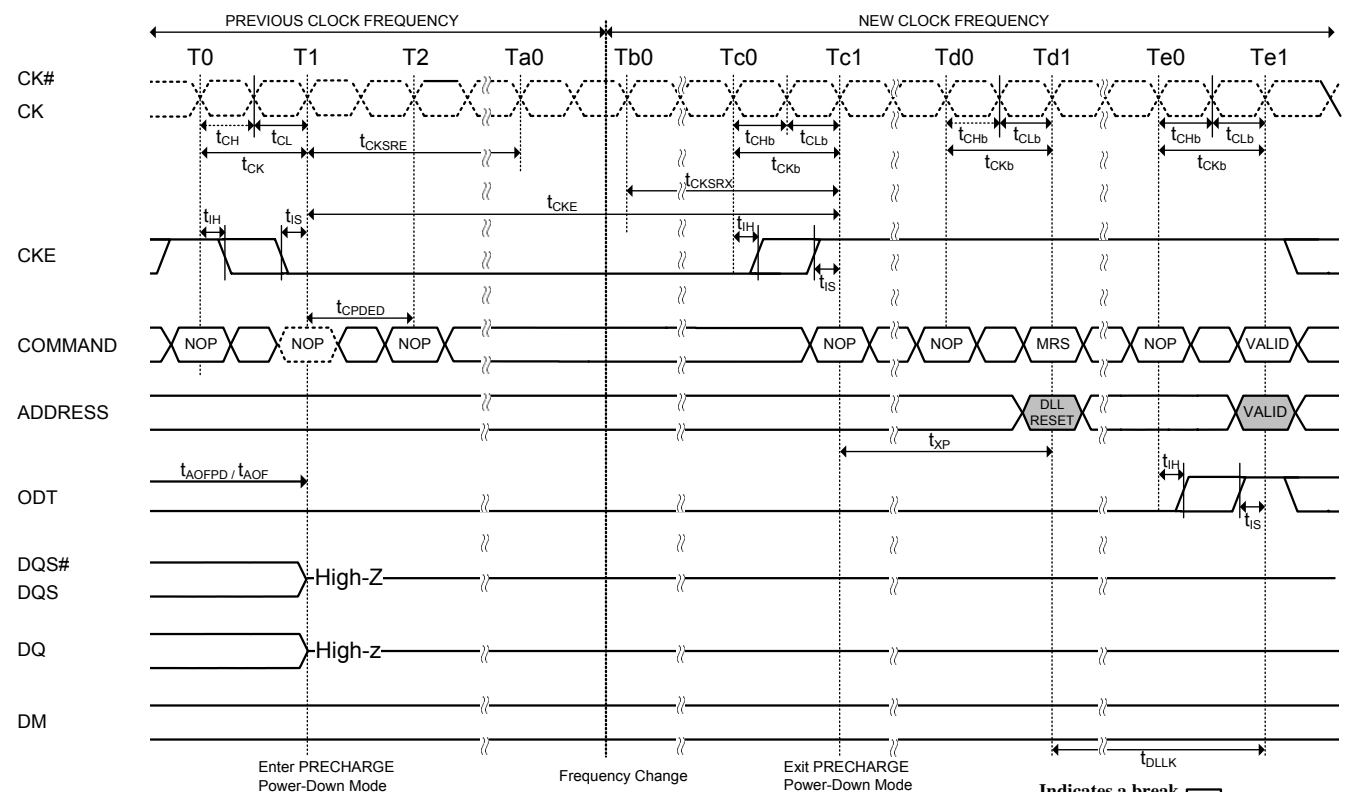 PREVIOUS CLOCK FREQUENCY NEW CLOCK FREQUENCY
T0 T1 T2 Ta0 Tb0 Tc0 Tc1 Td0 Td1 Te0 Te1
CK#
CK
tCH tCL tCHb tCLb tCHb tCLb tCHb tCLb
tCK tCKSRE tCKb tCKb tCKb
tCKSRX
tIH tIS tCKE tIH
CKE
tIS
tCPDED
COMMAND NOP NOP NOP NOP NOP MRS NOP VALID
ADDRESS DLL RESET VALID
tXP
tAOFPD / tAOF tIH
ODT
tIS
DQS#
DQS High-Z
DQ High-z
DM
tDLLK
Enter PRECHARGE
Power-Down Mode
Frequency Change
Exit PRECHARGE
Power-Down Mode
Indicates a break